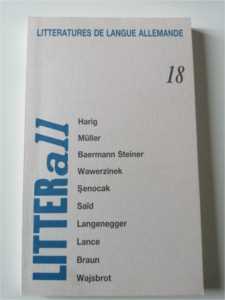 LITTERATURES DE LANGUE ALLEMANDE
18
Harig
Müller
Baermann Steiner
Wawerzinek
Şenocak
Saïd
Langenegger
Lance
Braun
Wajsbrot
LITTERall